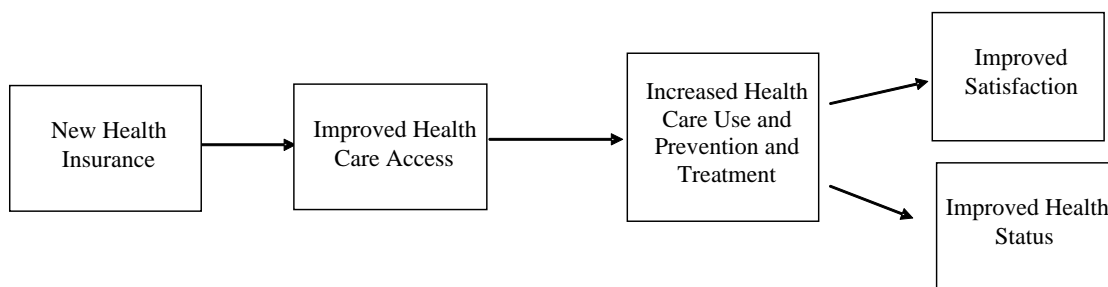 New Health
Insurance
Improved Health
Care Access
Increased Health
Care Use and
Prevention and
Treatment
Improved
Satisfaction
Improved Health
Status